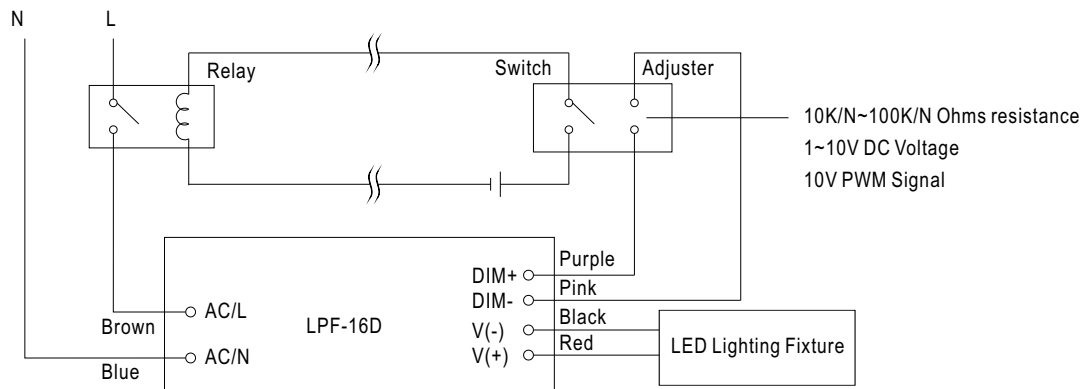 N L
Relay
Switch
Adjuster
10K/N~100K/N Ohms resistance
1~10V DC Voltage
10V PWM Signal
Purple
DIM+
Pink
DIM-
Black
V(-)
Red
V(+)
AC/L
Brown
LPF-16D
LED Lighting Fixture
AC/N
Blue